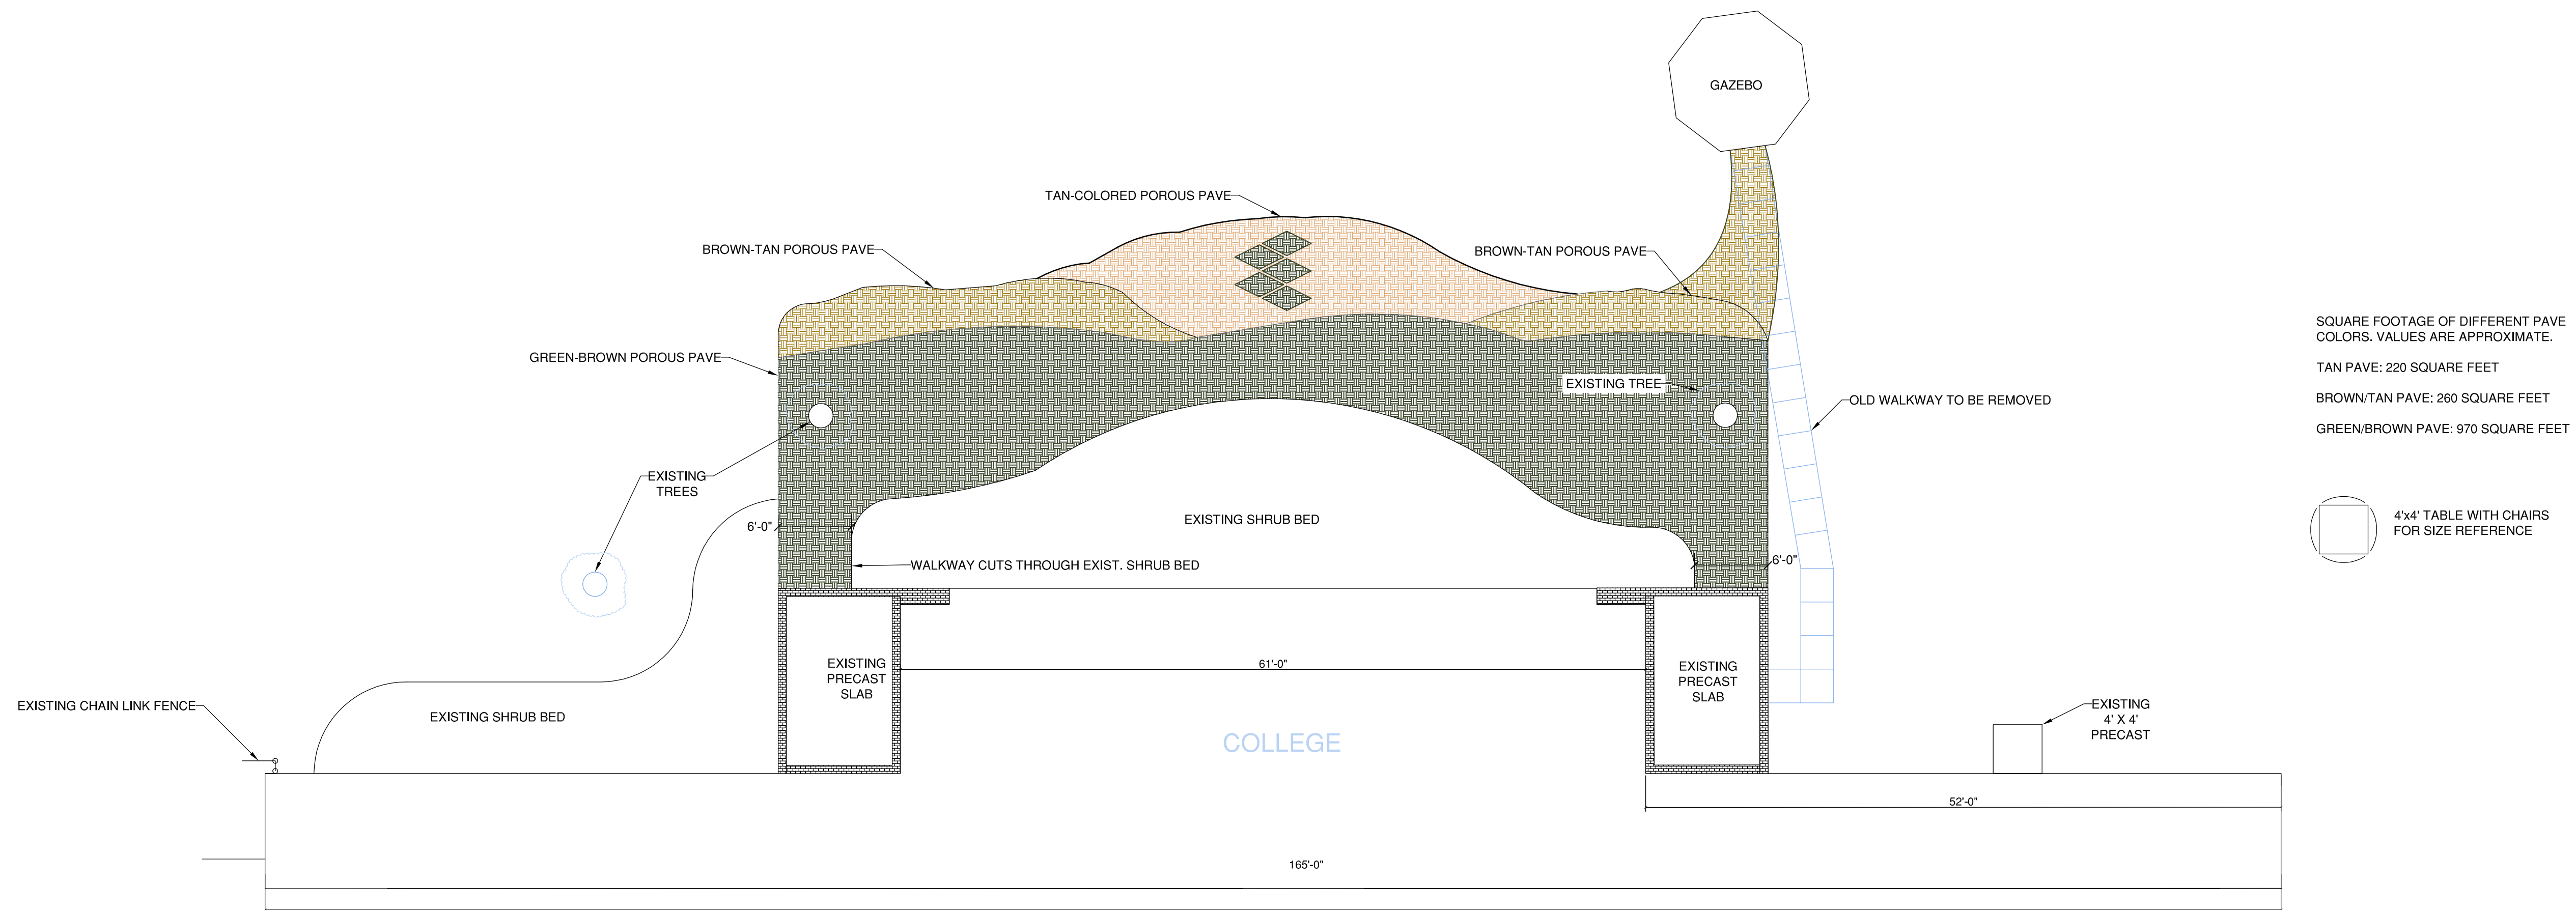 GAZEBO
TAN-COLORED POROUS PAVE
BROWN-TAN POROUS PAVE
BROWN-TAN POROUS PAVE
GREEN-BROWN POROUS PAVE
EXISTING TREE
OLD WALKWAY TO BE REMOVED
SQUARE FOOTAGE OF DIFFERENT PAVE
COLORS. VALUES ARE APPROXIMATE.
TAN PAVE: 220 SQUARE FEET
BROWN/TAN PAVE: 260 SQUARE FEET
GREEN/BROWN PAVE: 970 SQUARE FEET
EXISTING
TREES
6'-0"
EXISTING SHRUB BED
4'x4' TABLE WITH CHAIRS
FOR SIZE REFERENCE
WALKWAY CUTS THROUGH EXIST. SHRUB BED
6'-0"
EXISTING
PRECAST
SLAB
61'-0"
EXISTING
PRECAST
SLAB
EXISTING CHAIN LINK FENCE
EXISTING SHRUB BED
COLLEGE
EXISTING
4' X 4'
PRECAST
52'-0"
165'-0"